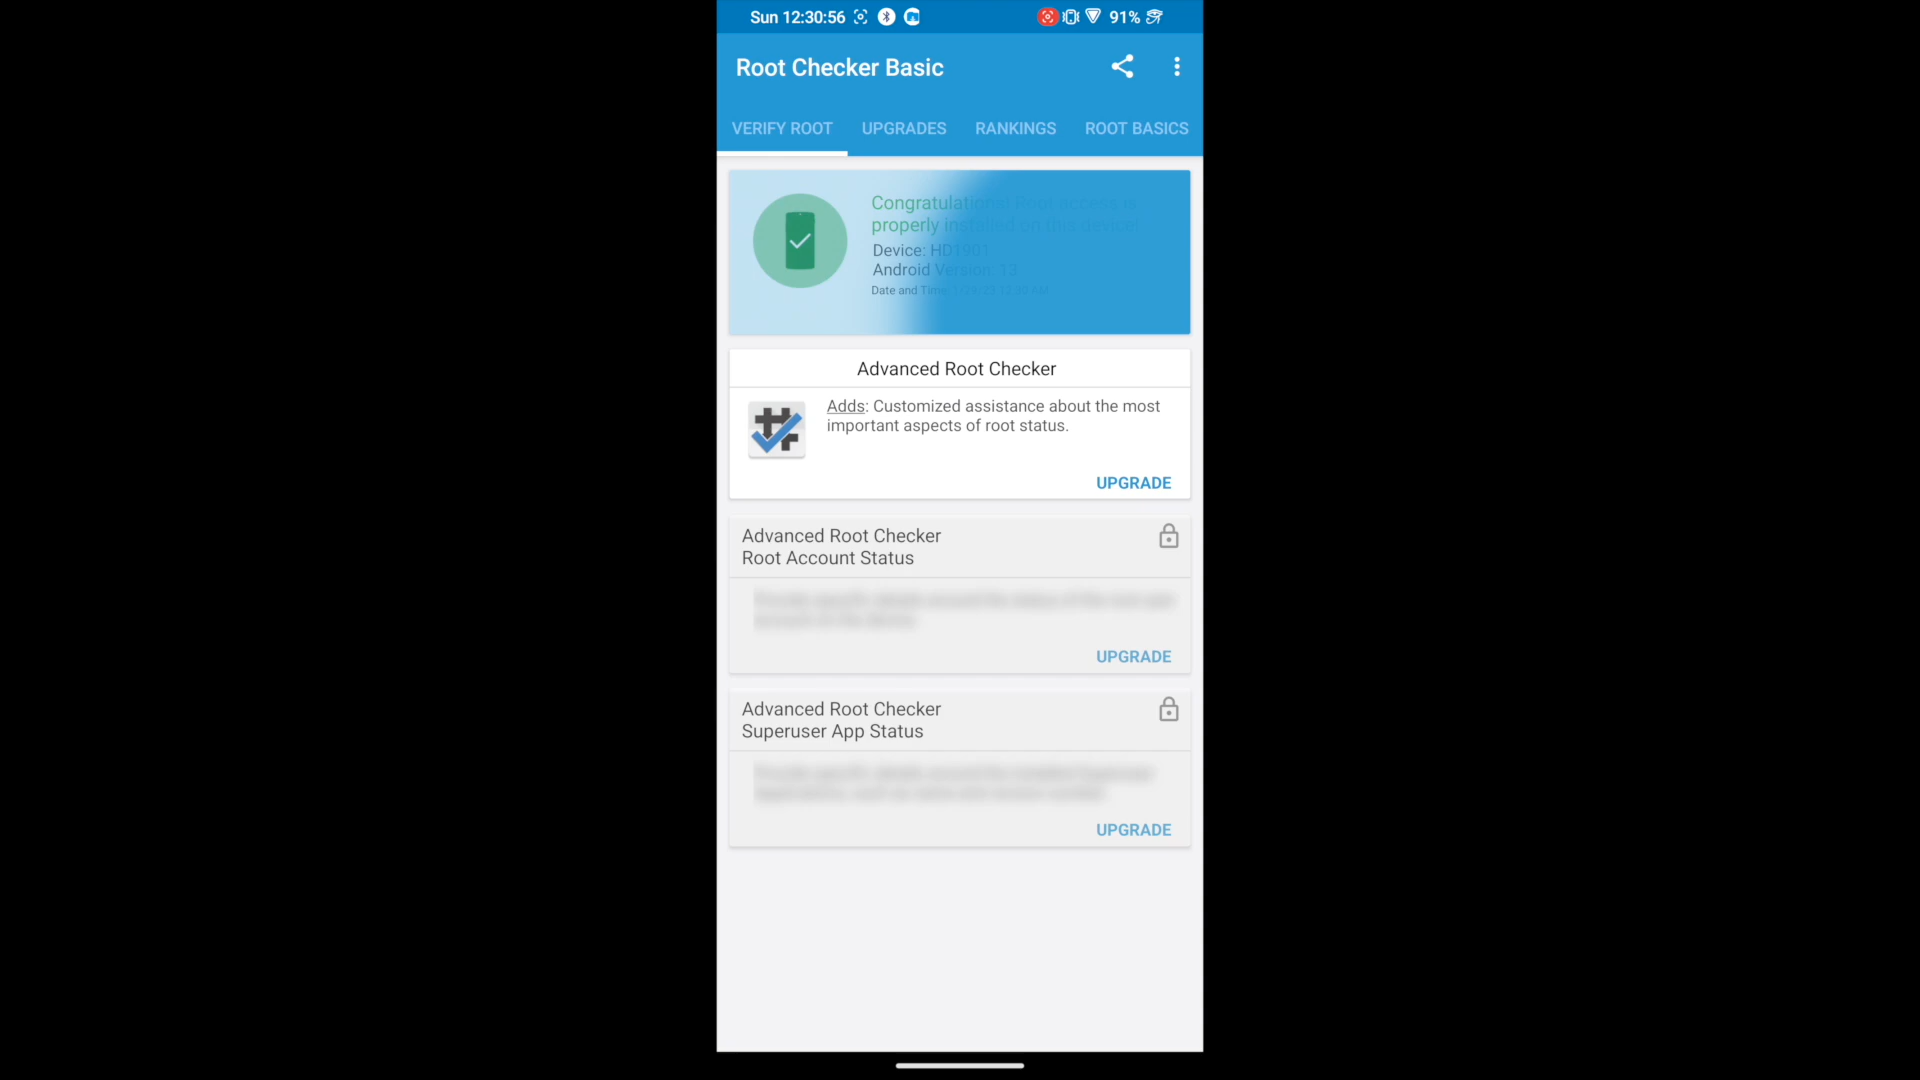 Sun 12:30:56
91%
Root Checker Basic
VERIFY ROOT
UPGRADES
RANKINGS
ROOT BASICS
Congratulations! Root access is
properly installed on this device!
Device: HD1901
Android Version: 13
Date and Time:
Advanced Root Checker
Adds: Customized assistance about the most
important aspects of root status.
UPGRADE
Advanced Root Checker
Root Account Status
UPGRADE
Advanced Root Checker
Superuser App Status
UPGRADE